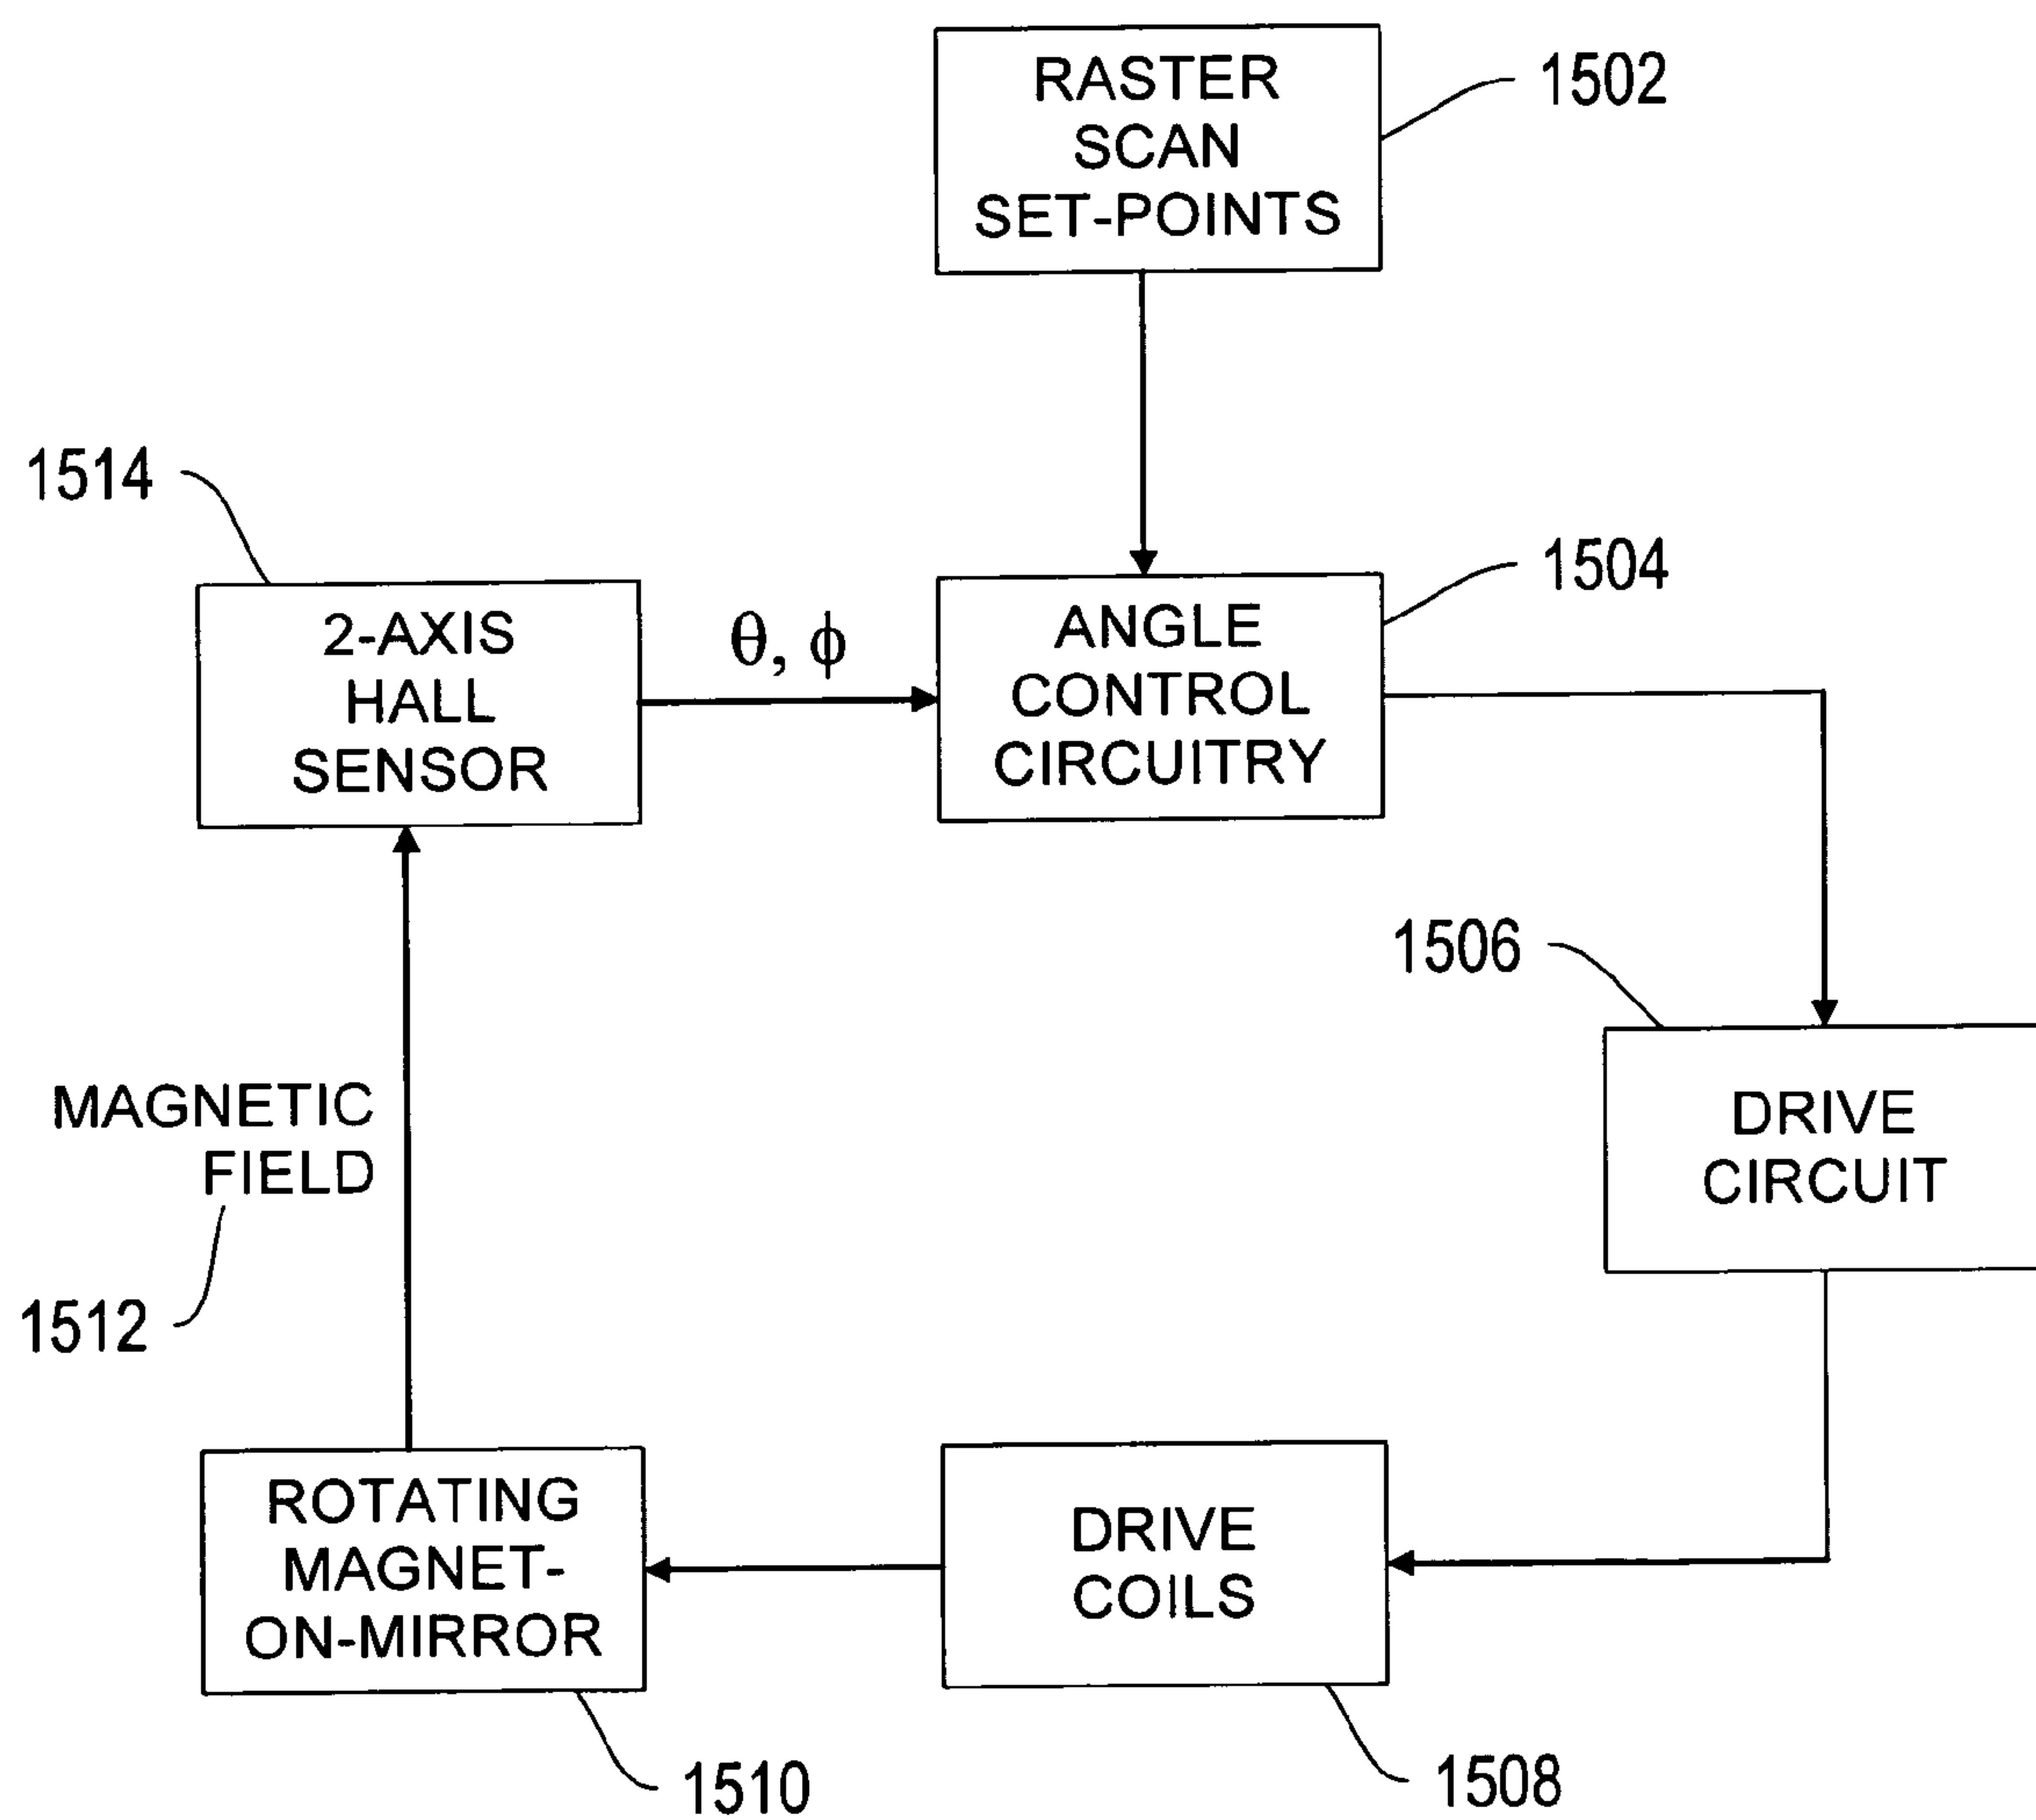 RASTER
SCAN
SET-POINTS
1502
1514
2-AXIS
HALL
SENSOR
θ, ϕ
ANGLE
CONTROL
CIRCUITRY
1504
1506
DRIVE
CIRCUIT
MAGNETIC
FIELD
1512
ROTATING
MAGNET-
ON-MIRROR
1510
DRIVE
COILS
1508